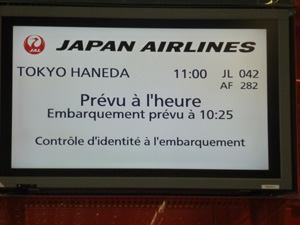 JAL
JAPAN AIRLINES
TOKYO HANEDA 11:00 JL 042
AF 282
Prévu à l'heure
Embarquement prévu à 10:25
Contrôle d'identité à l'embarquement